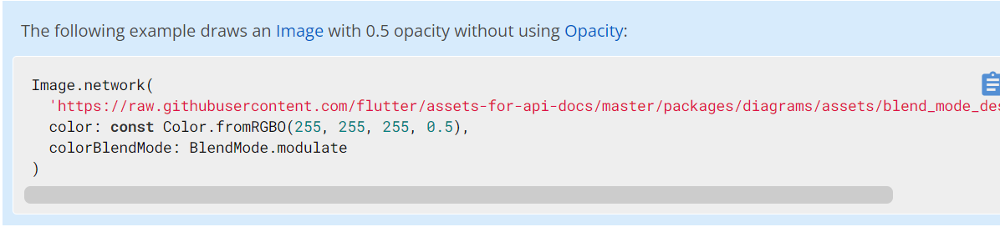 The following example draws an Image with 0.5 opacity without using Opacity:
Image.network(
'https://raw.githubusercontent.com/flutter/assets-for-api-docs/master/packages/diagrams/assets/blend_mode_des
color: const Color.fromRGBO(255, 255, 255, 0.5),
colorBlendMode: BlendMode.modulate
)